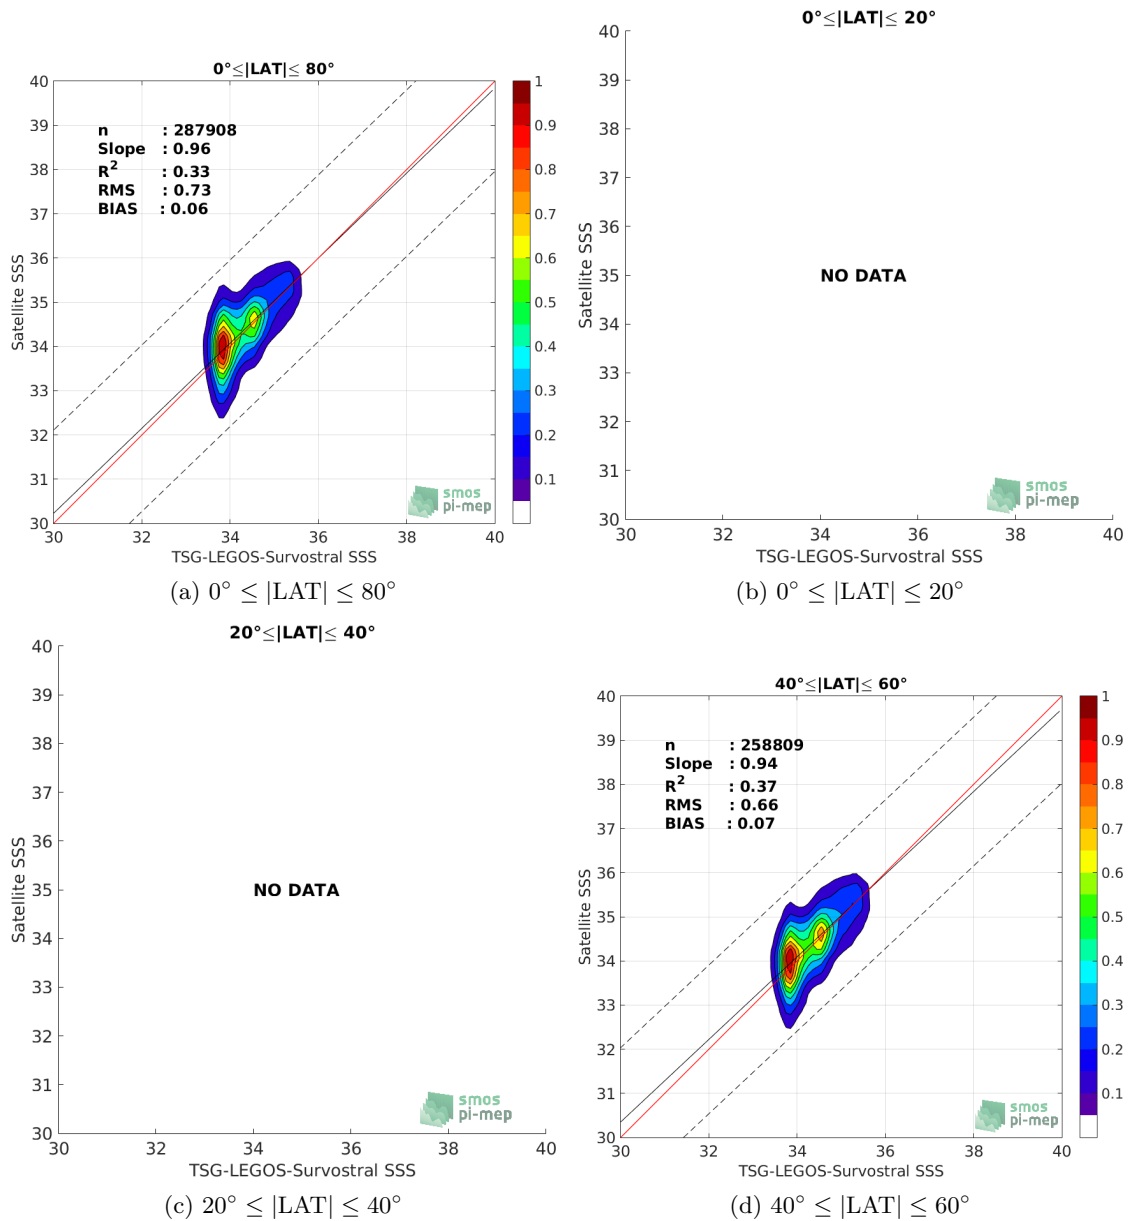 0°≤|LAT|≤ 80°
40
39
38
37
36
35
34
33
32
31
30
Satellite SSS
n : 287908
Slope : 0.96
R² : 0.33
RMS : 0.73
BIAS : 0.06
1
0.9
0.8
0.7
0.6
0.5
0.4
0.3
0.2
0.1
smos
pi-mep
30 32 34 36 38 40
TSG-LEGOS-Survostral SSS
(a) 0° ≤ |LAT| ≤ 80°
0°≤|LAT|≤ 20°
40
39
38
37
36
35
34
33
32
31
30
Satellite SSS
NO DATA
smos
pi-mep
30 32 34 36 38 40
TSG-LEGOS-Survostral SSS
(b) 0° ≤ |LAT| ≤ 20°
20°≤|LAT|≤ 40°
40
39
38
37
36
35
34
33
32
31
30
Satellite SSS
NO DATA
smos
pi-mep
30 32 34 36 38 40
TSG-LEGOS-Survostral SSS
(c) 20° ≤ |LAT| ≤ 40°
40°≤|LAT|≤ 60°
40
39
38
37
36
35
34
33
32
31
30
Satellite SSS
n : 258809
Slope : 0.94
R² : 0.37
RMS : 0.66
BIAS : 0.07
1
0.9
0.8
0.7
0.6
0.5
0.4
0.3
0.2
0.1
smos
pi-mep
30 32 34 36 38 40
TSG-LEGOS-Survostral SSS
(d) 40° ≤ |LAT| ≤ 60°